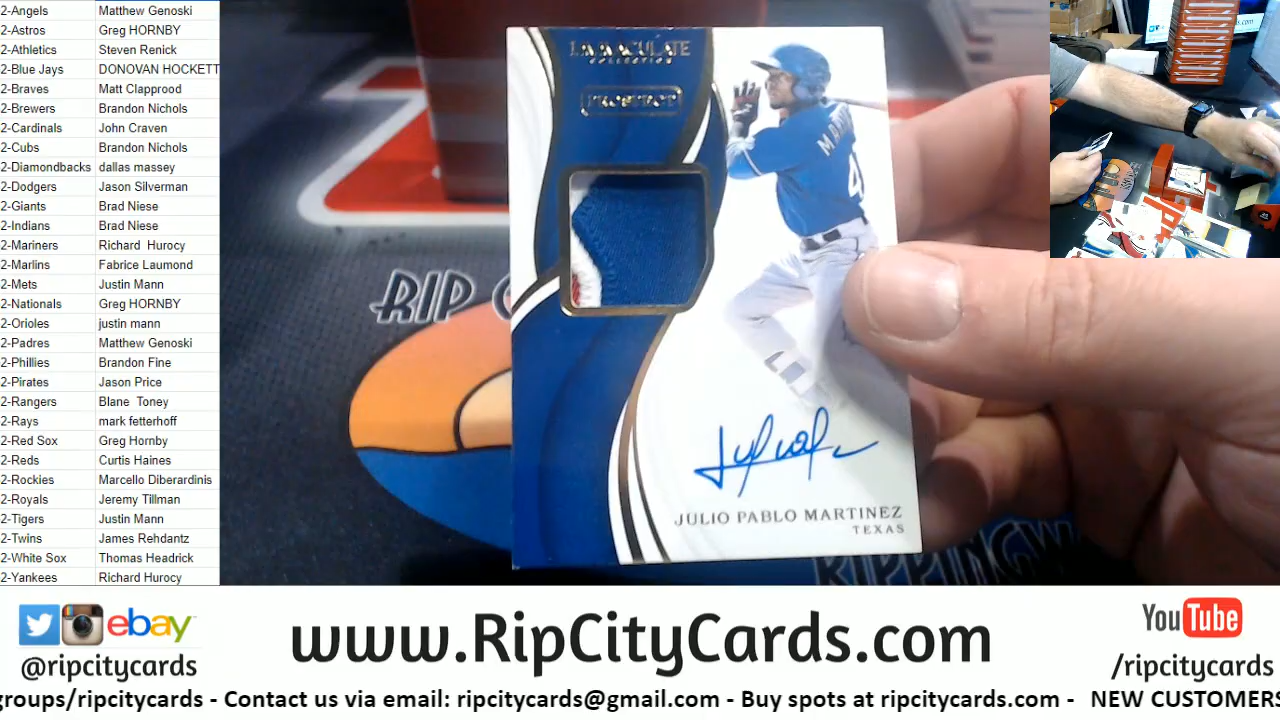 2-Angels Matthew Genoski
2-Astros Greg HORNBY
2-Athletics Steven Renick
2-Blue Jays DONOVAN HOCKETT
2-Braves Matt Clapprood
2-Brewers Brandon Nichols
2-Cardinals John Craven
2-Cubs Brandon Nichols
2-Diamondbacks dallas massey
2-Dodgers Jason Silverman
2-Giants Brad Niese
2-Indians Brad Niese
2-Mariners Richard Hurocy
2-Marlins Fabrice Laumond
2-Mets Justin Mann
2-Nationals Greg HORNBY
2-Orioles justin mann
2-Padres Matthew Genoski
2-Phillies Brandon Fine
2-Pirates Jason Price
2-Rangers Blane Toney
2-Rays mark fetterhoff
2-Red Sox Greg Hornby
2-Reds Curtis Haines
2-Rockies Marcello Diberardinis
2-Royals Jeremy Tillman
2-Tigers Justin Mann
2-Twins James Rehdantz
2-White Sox Thomas Headrick
2-Yankees Richard Hurocy
IMMACULATE
COLLECTION
PROSPECT
MART
4
RIP
JULIO PABLO MARTINEZ
TEXAS
RIPPINGW
ebay
@ripcitycards
www.RipCityCards.com
YouTube
/ripcitycards
groups/ripcitycards - Contact us via email: ripcitycards@gmail.com - Buy spots at ripcitycards.com - NEW CUSTOMERS